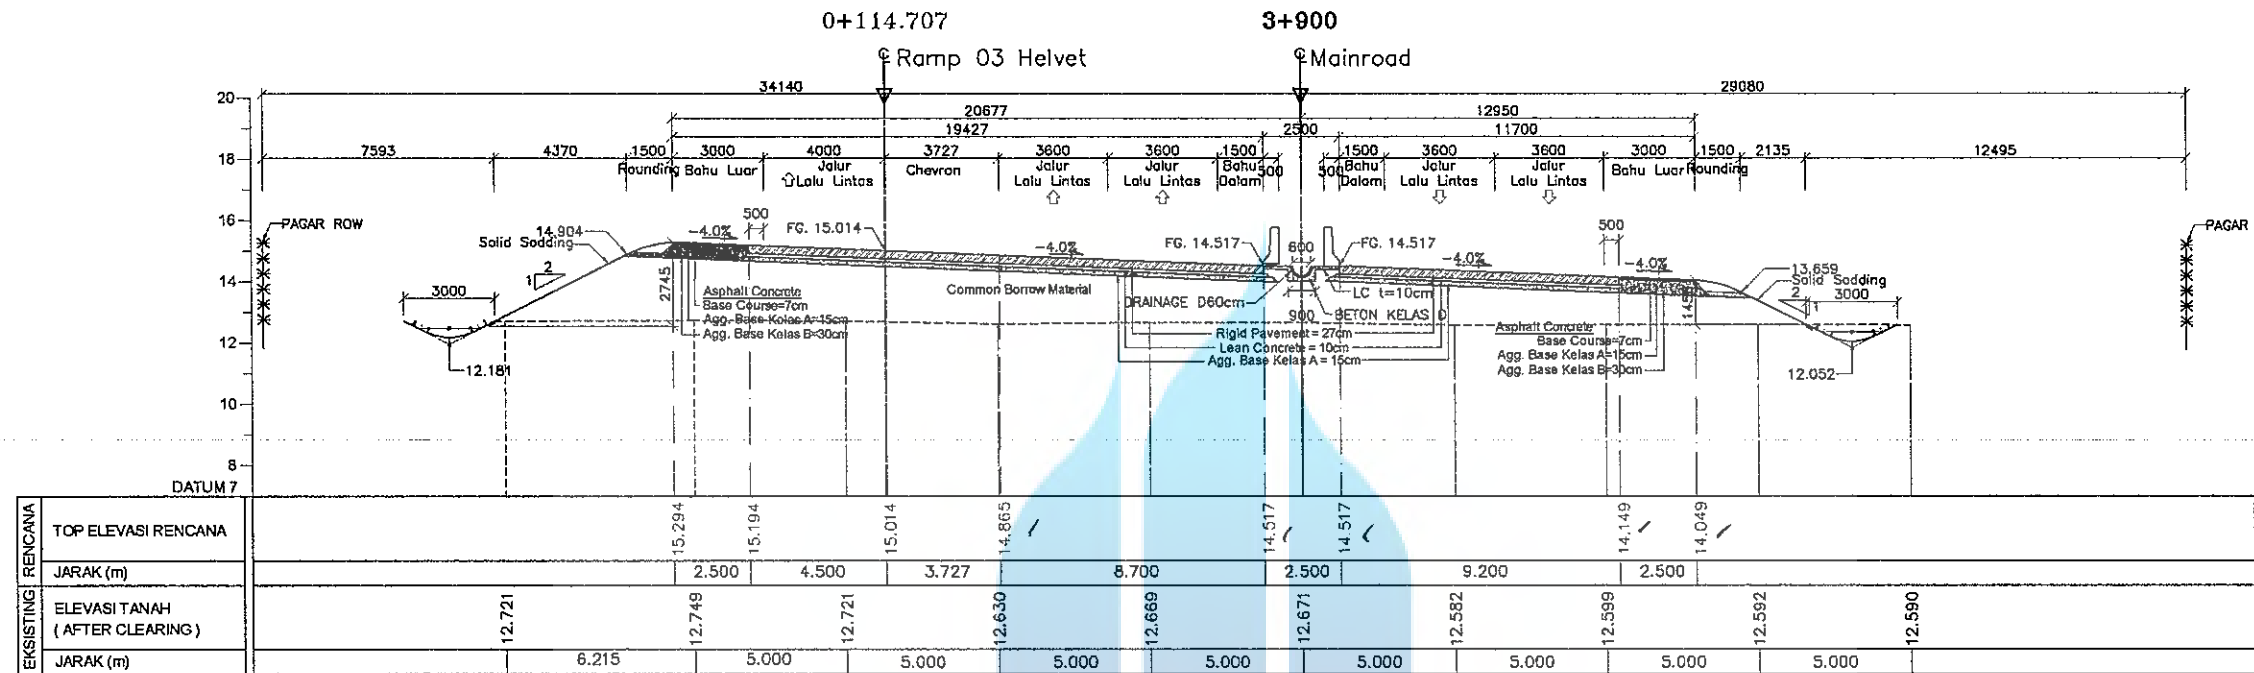 0+114.707 3+900
℄ Ramp 03 Helvet ℄ Mainroad
34140 29080
20677 12950
19427 2500 11700
7593 4370 1500 3000 4000 3727 3600 3600 1500 500 500 1500 3600 3600 3000 1500 2135 12495
Rounding Bahu Luar Jalur Lalu Lintas Chevron Jalur Lalu Lintas Jalur Lalu Lintas Bahu Dalam Bahu Dalam Jalur Lalu Lintas Jalur Lalu Lintas Bahu Luar Rounding
20
18
16
14
12
10
8
DATUM 7
PAGAR ROW
PAGAR
14.904
Solid Sodding
2
1
3000
2745
12.181
-4.0%
500
FG. 15.014
-4.0%
FG. 14.517
600
FG. 14.517
-4.0%
500
-4.0%
13.659
Solid Sodding
2
1
3000
12.052
Asphalt Concrete
Base Course=7cm
Agg. Base Kelas A=15cm
Agg. Base Kelas B=30cm
Common Borrow Material
DRAINAGE D60cm
LC t=10cm
900
BETON KELAS D
Rigid Pavement = 27cm
Lean Concrete = 10cm
Agg. Base Kelas A = 15cm
Asphalt Concrete
Base Course=7cm
Agg. Base Kelas A=15cm
Agg. Base Kelas B=30cm
RENCANA
TOP ELEVASI RENCANA 15.294 15.194 15.014 14.865 14.517 14.517 14.149 14.049
JARAK (m) 2.500 4.500 3.727 8.700 2.500 9.200 2.500
EKSISTING
ELEVASI TANAH
( AFTER CLEARING ) 12.721 12.749 12.721 12.630 12.669 12.671 12.582 12.599 12.592 12.590
JARAK (m) 6.215 5.000 5.000 5.000 5.000 5.000 5.000 5.000 5.000